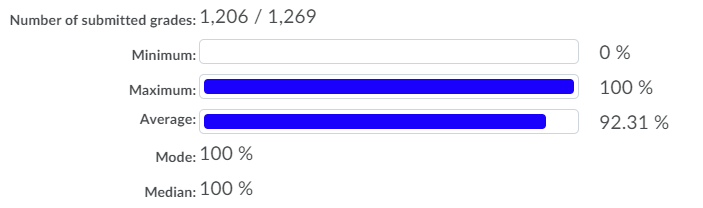 Number of submitted grades: 1,206 / 1,269
Minimum: 0 %
Maximum: 100 %
Average: 92.31 %
Mode: 100 %
Median: 100 %